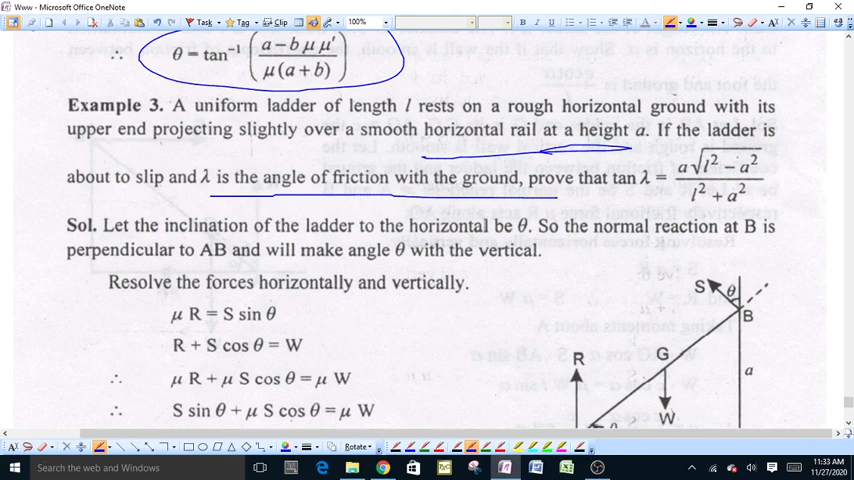 Www
Task
Tag
Clip
100%
∴ θ = tan⁻¹ ( a − b μ μ′ / μ (a + b) )
Example 3. A uniform ladder of length l rests on a rough horizontal ground with its
upper end projecting slightly over a smooth horizontal rail at a height a. If the ladder is
about to slip and λ is the angle of friction with the ground, prove that tan λ = a√(l² − a²) / (l² + a²)
Sol. Let the inclination of the ladder to the horizontal be θ. So the normal reaction at B is
perpendicular to AB and will make angle θ with the vertical.
Resolve the forces horizontally and vertically.
μ R = S sin θ
R + S cos θ = W
∴ μ R + μ S cos θ = μ W
∴ S sin θ + μ S cos θ = μ W
S
θ
B
G
R
a
W
Rotate
Search the web and Windows
11:33 AM
11/27/2020